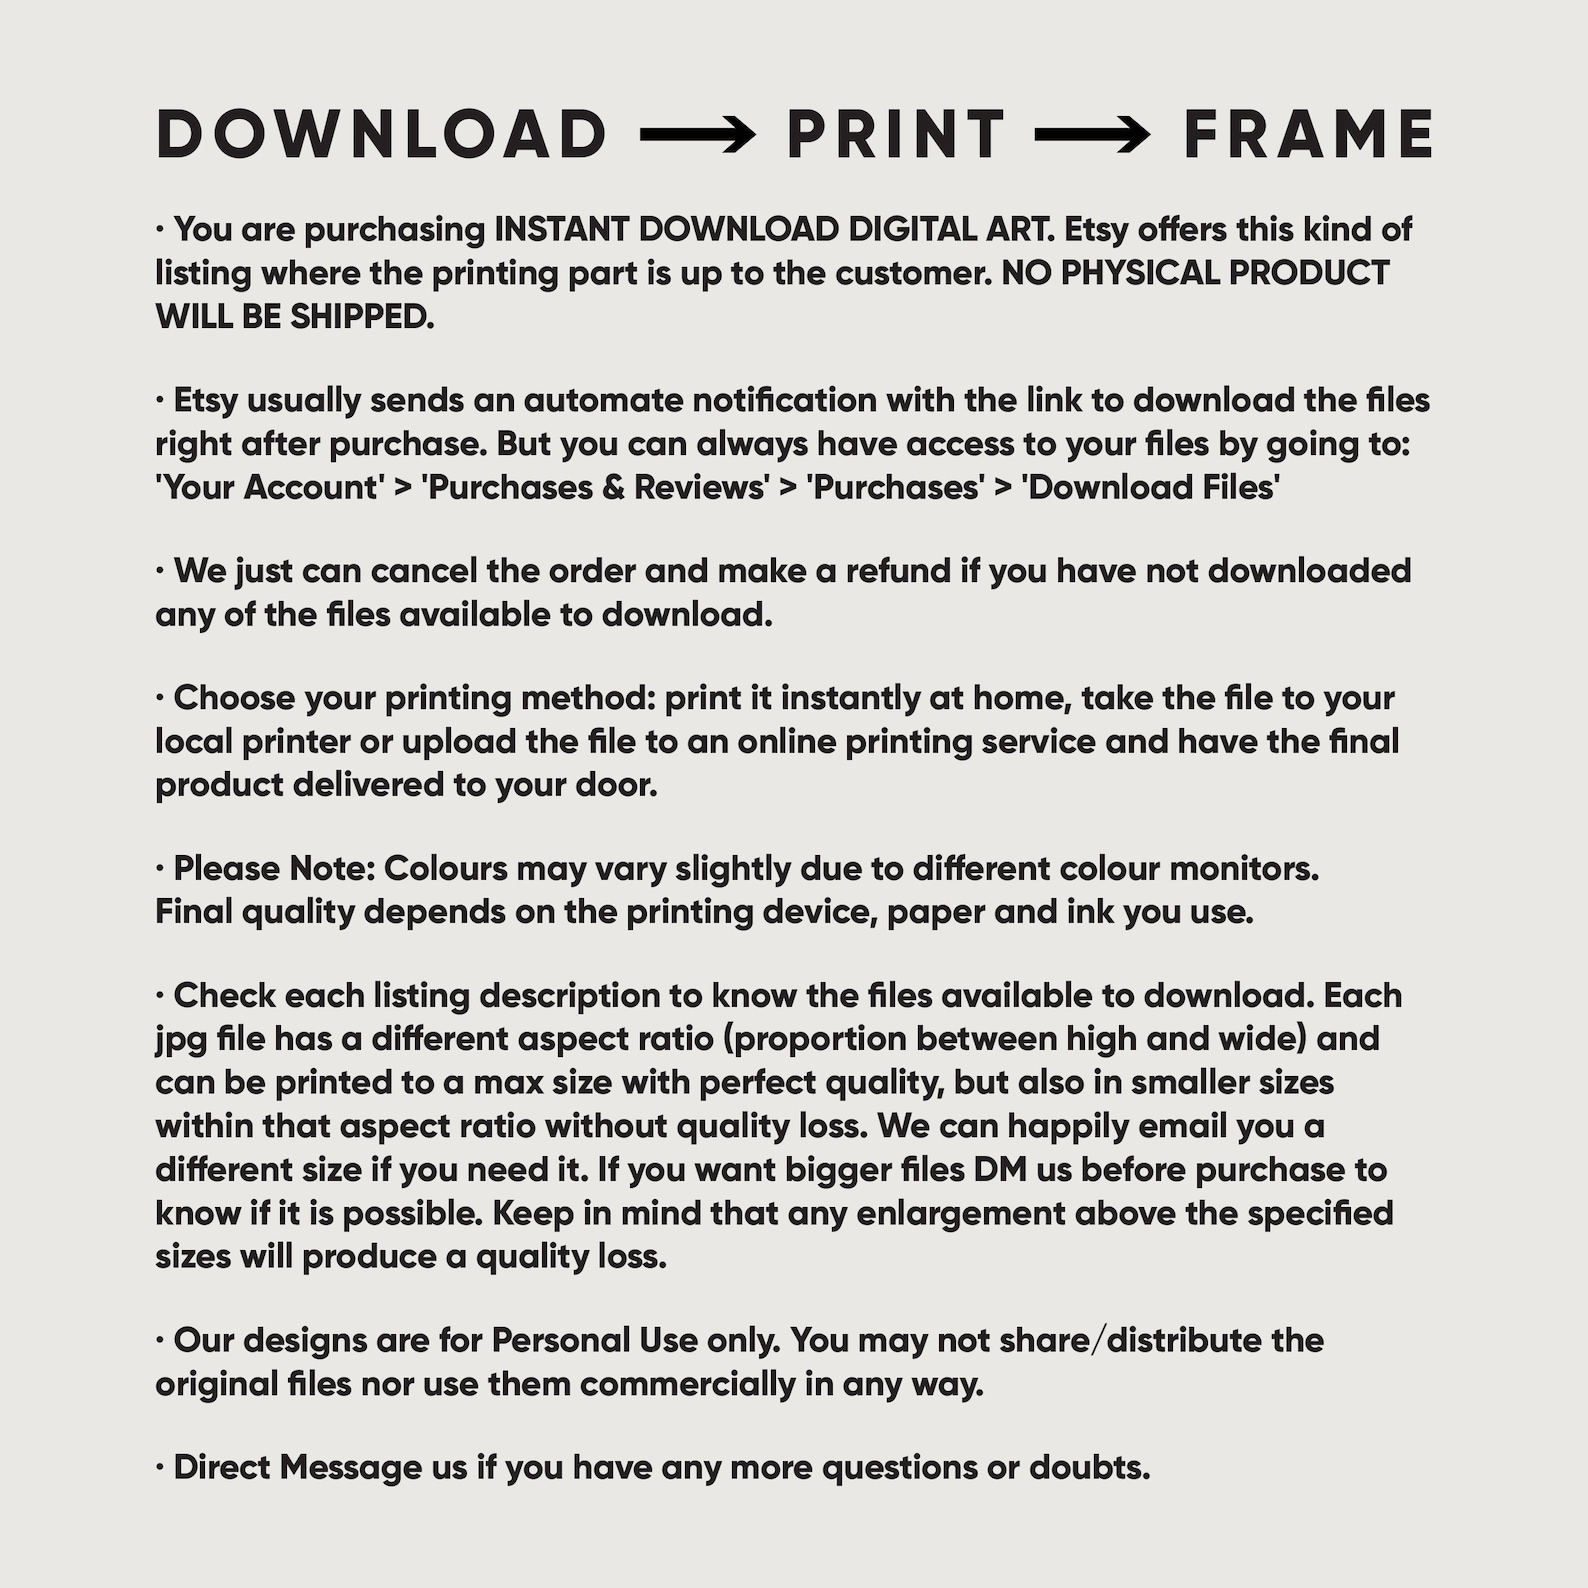 DOWNLOAD → PRINT → FRAME
· You are purchasing INSTANT DOWNLOAD DIGITAL ART. Etsy offers this kind of
listing where the printing part is up to the customer. NO PHYSICAL PRODUCT
WILL BE SHIPPED.
· Etsy usually sends an automate notification with the link to download the files
right after purchase. But you can always have access to your files by going to:
'Your Account' > 'Purchases & Reviews' > 'Purchases' > 'Download Files'
· We just can cancel the order and make a refund if you have not downloaded
any of the files available to download.
· Choose your printing method: print it instantly at home, take the file to your
local printer or upload the file to an online printing service and have the final
product delivered to your door.
· Please Note: Colours may vary slightly due to different colour monitors.
Final quality depends on the printing device, paper and ink you use.
· Check each listing description to know the files available to download. Each
jpg file has a different aspect ratio (proportion between high and wide) and
can be printed to a max size with perfect quality, but also in smaller sizes
within that aspect ratio without quality loss. We can happily email you a
different size if you need it. If you want bigger files DM us before purchase to
know if it is possible. Keep in mind that any enlargement above the specified
sizes will produce a quality loss.
· Our designs are for Personal Use only. You may not share/distribute the
original files nor use them commercially in any way.
· Direct Message us if you have any more questions or doubts.